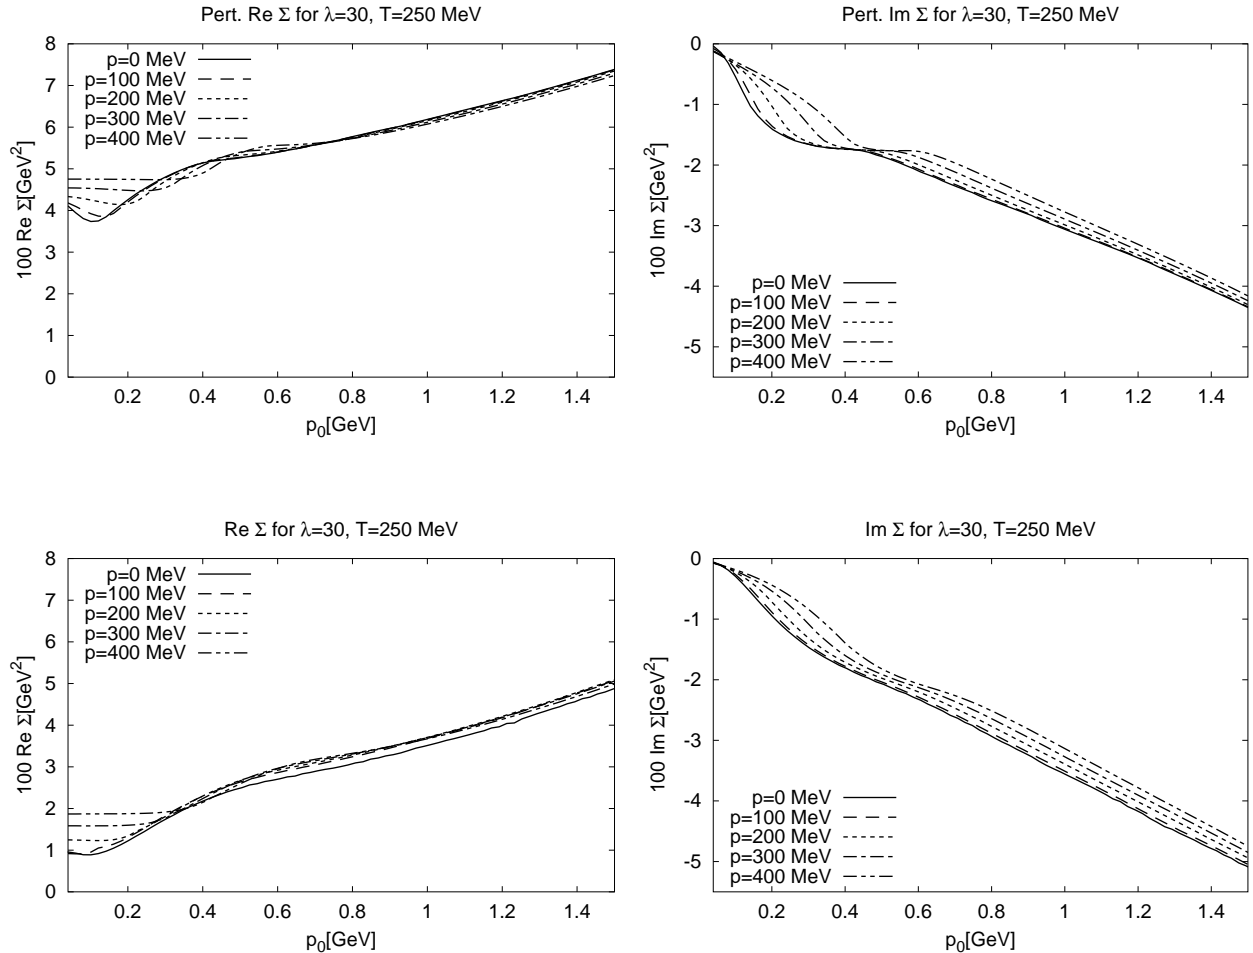 Pert. Re Σ for λ=30, T=250 MeV
100 Re Σ[GeV²]
8
7
6
5
4
3
2
1
0
p=0 MeV
p=100 MeV
p=200 MeV
p=300 MeV
p=400 MeV
0.2 0.4 0.6 0.8 1 1.2 1.4
p₀[GeV]
Pert. Im Σ for λ=30, T=250 MeV
100 Im Σ[GeV²]
0
-1
-2
-3
-4
-5
p=0 MeV
p=100 MeV
p=200 MeV
p=300 MeV
p=400 MeV
0.2 0.4 0.6 0.8 1 1.2 1.4
p₀[GeV]
Re Σ for λ=30, T=250 MeV
100 Re Σ[GeV²]
8
7
6
5
4
3
2
1
0
p=0 MeV
p=100 MeV
p=200 MeV
p=300 MeV
p=400 MeV
0.2 0.4 0.6 0.8 1 1.2 1.4
p₀[GeV]
Im Σ for λ=30, T=250 MeV
100 Im Σ[GeV²]
0
-1
-2
-3
-4
-5
p=0 MeV
p=100 MeV
p=200 MeV
p=300 MeV
p=400 MeV
0.2 0.4 0.6 0.8 1 1.2 1.4
p₀[GeV]